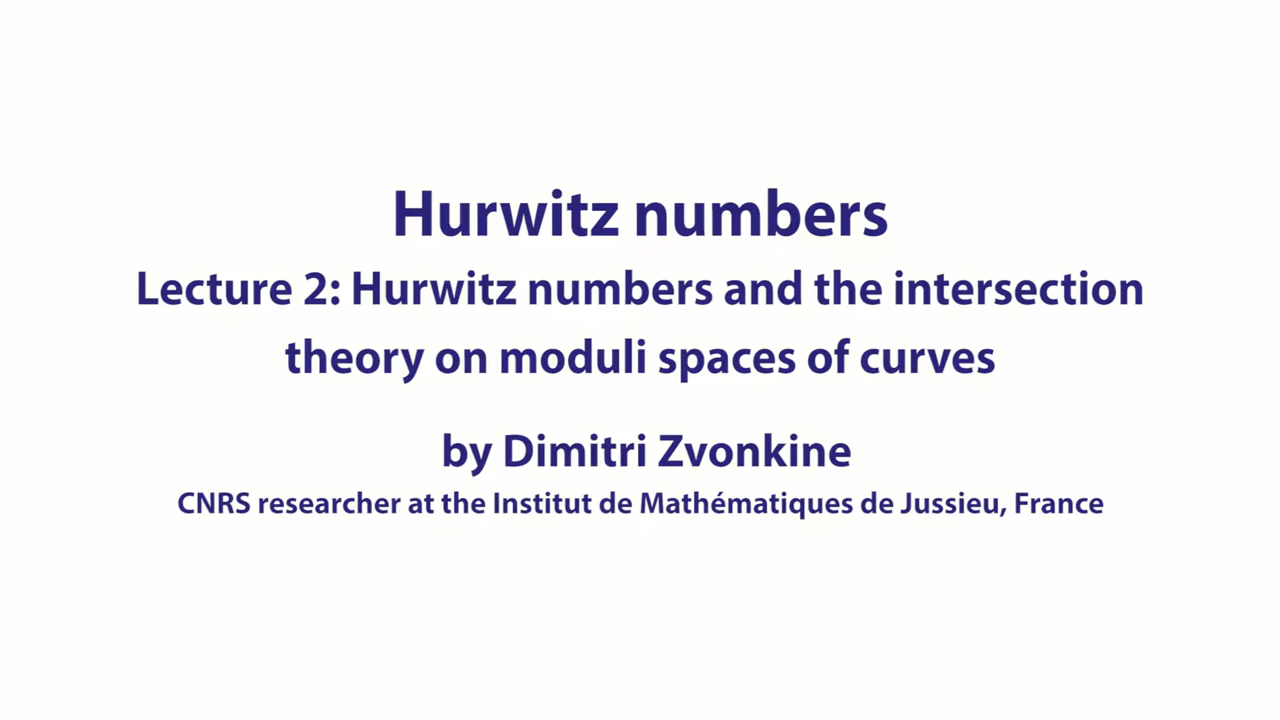 Hurwitz numbers
Lecture 2: Hurwitz numbers and the intersection
theory on moduli spaces of curves
by Dimitri Zvonkine
CNRS researcher at the Institut de Mathématiques de Jussieu, France